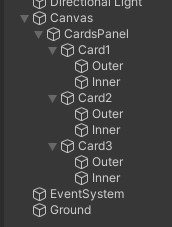 Directional Light
Canvas
CardsPanel
Card1
Outer
Inner
Card2
Outer
Inner
Card3
Outer
Inner
EventSystem
Ground